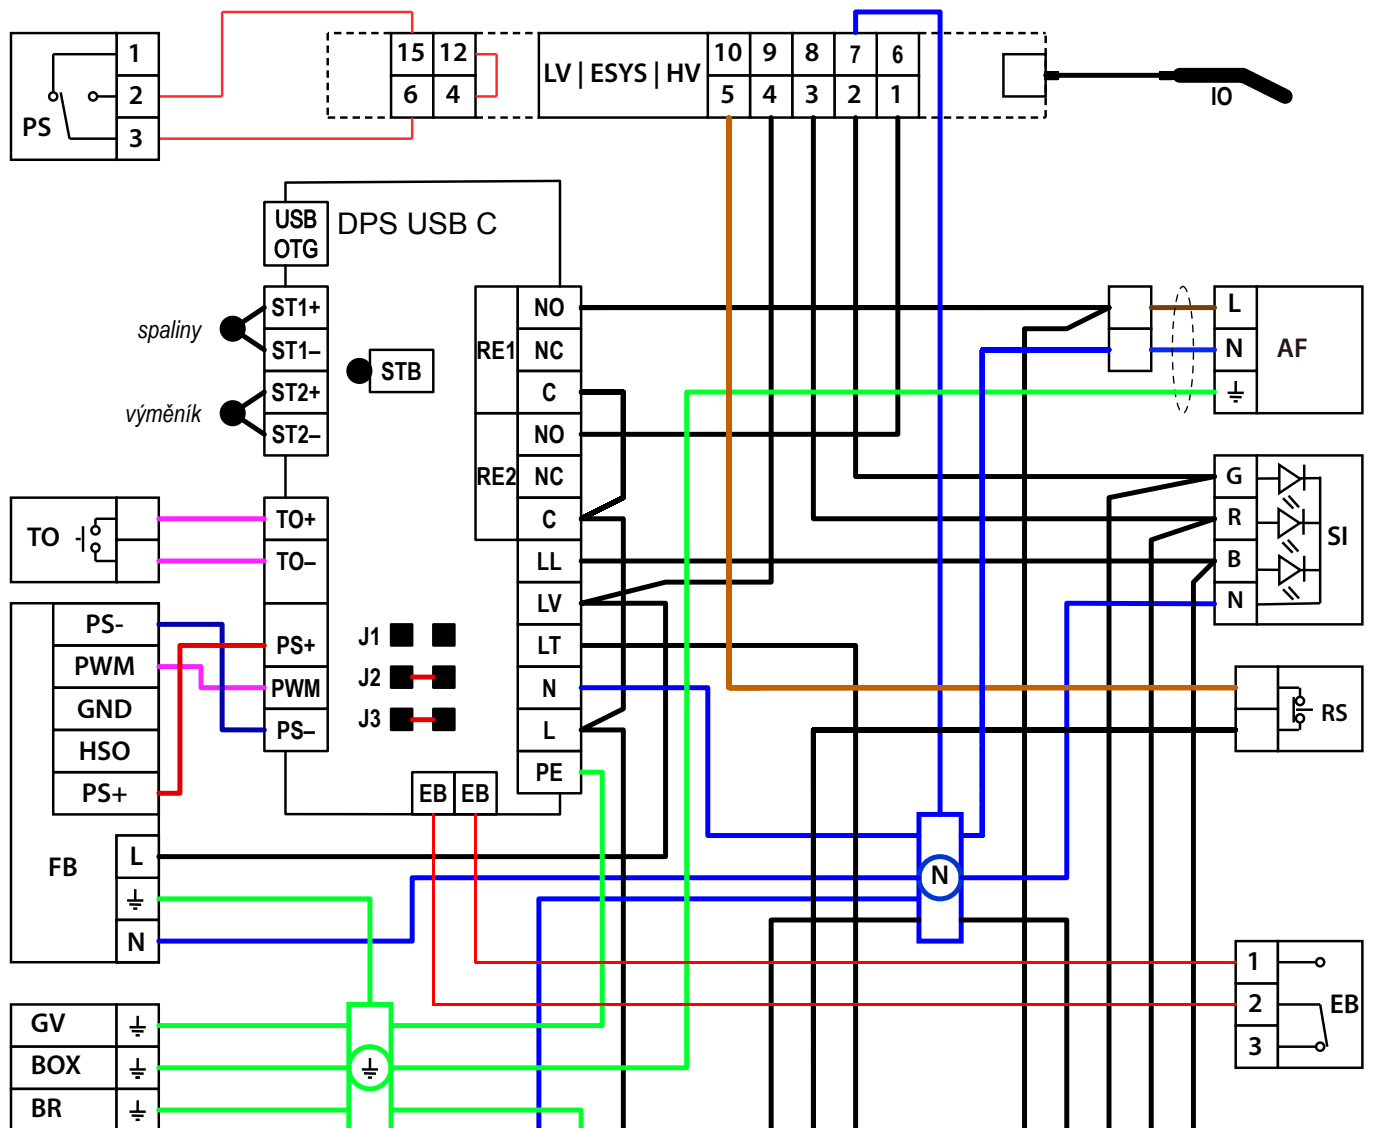 PS
1
2
3
15 12
6 4
LV | ESYS | HV
10 9 8 7 6
5 4 3 2 1
IO
USB
OTG
DPS USB C
spaliny
výměník
ST1+
ST1–
ST2+
ST2–
STB
RE1
NO
NC
C
RE2
NO
NC
C
LL
LV
LT
N
L
PE
TO
TO+
TO–
PS+
PWM
PS–
J1
J2
J3
EB EB
PS-
PWM
GND
HSO
PS+
FB
L
N
GV
BOX
BR
N
L
N
AF
G
R
B
N
SI
RS
1
2
3
EB